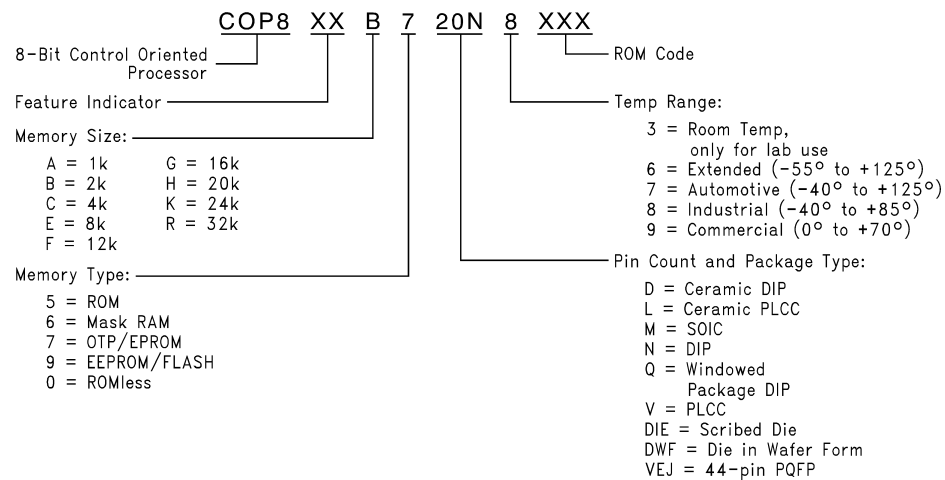 COP8 XX B 7 20N 8 XXX
8-Bit Control Oriented
Processor
Feature Indicator
Memory Size:
A = 1k G = 16k
B = 2k H = 20k
C = 4k K = 24k
E = 8k R = 32k
F = 12k
Memory Type:
5 = ROM
6 = Mask RAM
7 = OTP/EPROM
9 = EEPROM/FLASH
0 = ROMless
ROM Code
Temp Range:
3 = Room Temp,
only for lab use
6 = Extended (-55° to +125°)
7 = Automotive (-40° to +125°)
8 = Industrial (-40° to +85°)
9 = Commercial (0° to +70°)
Pin Count and Package Type:
D = Ceramic DIP
L = Ceramic PLCC
M = SOIC
N = DIP
Q = Windowed
Package DIP
V = PLCC
DIE = Scribed Die
DWF = Die in Wafer Form
VEJ = 44-pin PQFP